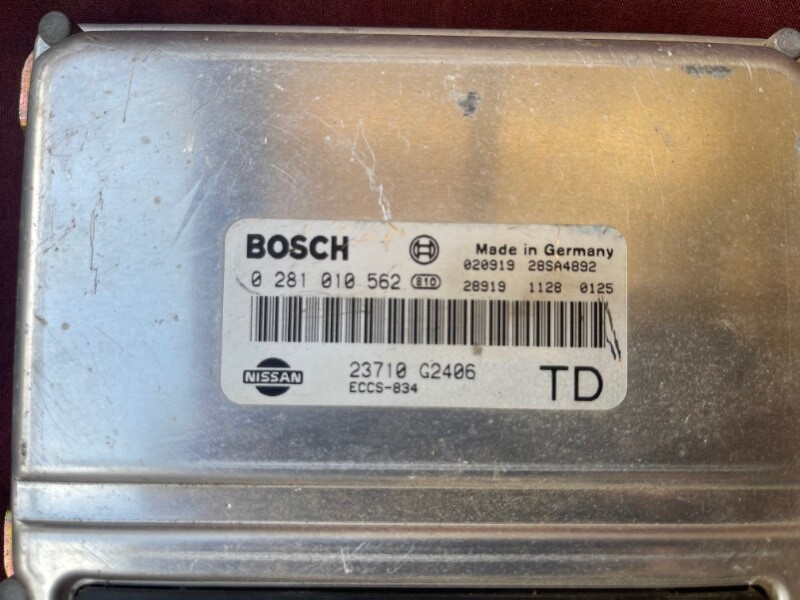 BOSCH
Made in Germany
020919 28SA4892
0 281 010 562 810
28919 1128 0125
NISSAN
23710 G2406
ECCS-834
TD